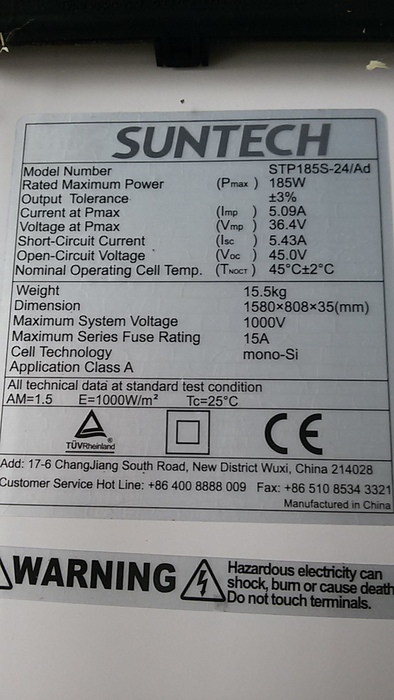 SUNTECH
Model Number STP185S-24/Ad
Rated Maximum Power (Pmax) 185W
Output Tolerance ±3%
Current at Pmax (Imp) 5.09A
Voltage at Pmax (Vmp) 36.4V
Short-Circuit Current (Isc) 5.43A
Open-Circuit Voltage (Voc) 45.0V
Nominal Operating Cell Temp. (TNOCT) 45°C±2°C
Weight 15.5kg
Dimension 1580×808×35(mm)
Maximum System Voltage 1000V
Maximum Series Fuse Rating 15A
Cell Technology mono-Si
Application Class A
All technical data at standard test condition
AM=1.5 E=1000W/m² Tc=25°C
TÜVRheinland®
CE
Add: 17-6 ChangJiang South Road, New District Wuxi, China 214028
Customer Service Hot Line: +86 400 8888 009 Fax: +86 510 8534 3321
Manufactured in China
WARNING
Hazardous electricity can
shock, burn or cause death
Do not touch terminals.